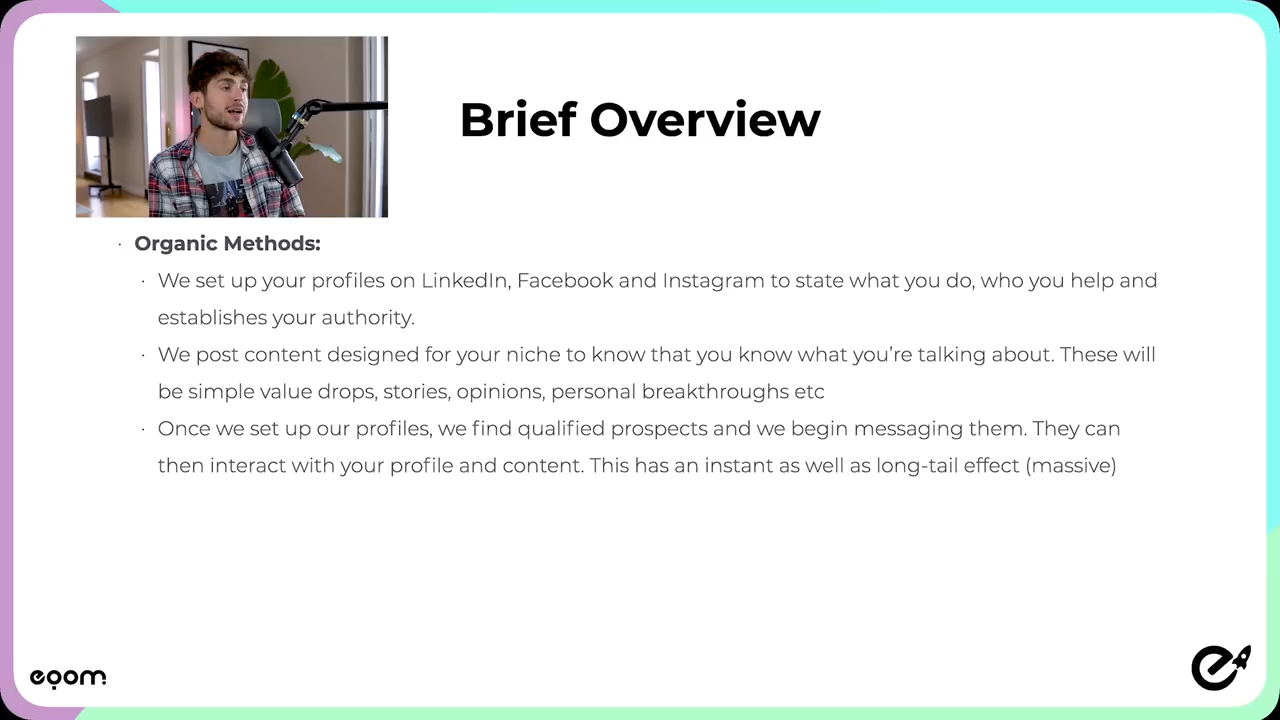 Brief Overview
· Organic Methods:
· We set up your profiles on LinkedIn, Facebook and Instagram to state what you do, who you help and
establishes your authority.
· We post content designed for your niche to know that you know what you’re talking about. These will
be simple value drops, stories, opinions, personal breakthroughs etc
· Once we set up our profiles, we find qualified prospects and we begin messaging them. They can
then interact with your profile and content. This has an instant as well as long-tail effect (massive)